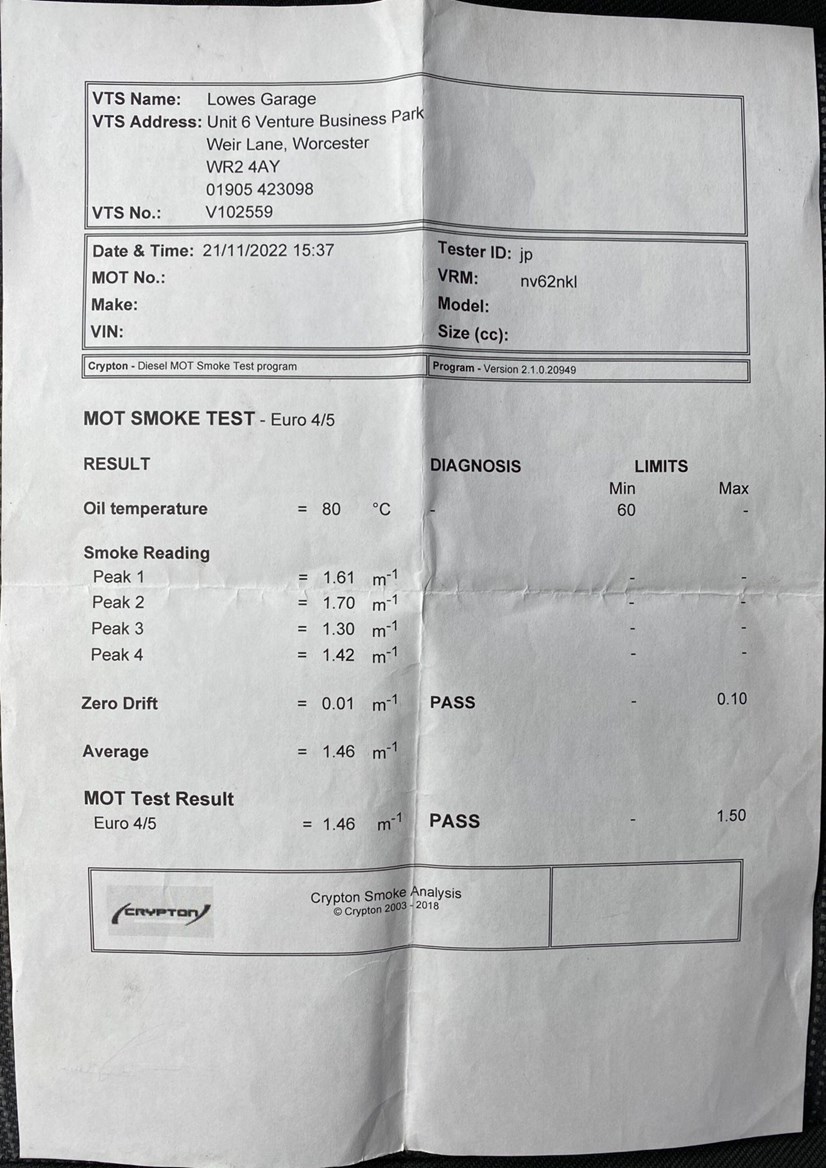 VTS Name: Lowes Garage
VTS Address: Unit 6 Venture Business Park
Weir Lane, Worcester
WR2 4AY
01905 423098
VTS No.: V102559
Date & Time: 21/11/2022 15:37 Tester ID: jp
MOT No.: VRM: nv62nkl
Make: Model:
VIN: Size (cc):
Crypton - Diesel MOT Smoke Test program Program - Version 2.1.0.20949
MOT SMOKE TEST - Euro 4/5
RESULT DIAGNOSIS LIMITS
Min Max
Oil temperature = 80 °C - 60 -
Smoke Reading
Peak 1 = 1.61 m⁻¹ - -
Peak 2 = 1.70 m⁻¹ - -
Peak 3 = 1.30 m⁻¹ - -
Peak 4 = 1.42 m⁻¹ - -
Zero Drift = 0.01 m⁻¹ PASS - 0.10
Average = 1.46 m⁻¹
MOT Test Result
Euro 4/5 = 1.46 m⁻¹ PASS - 1.50
CRYPTON Crypton Smoke Analysis
© Crypton 2003 - 2018